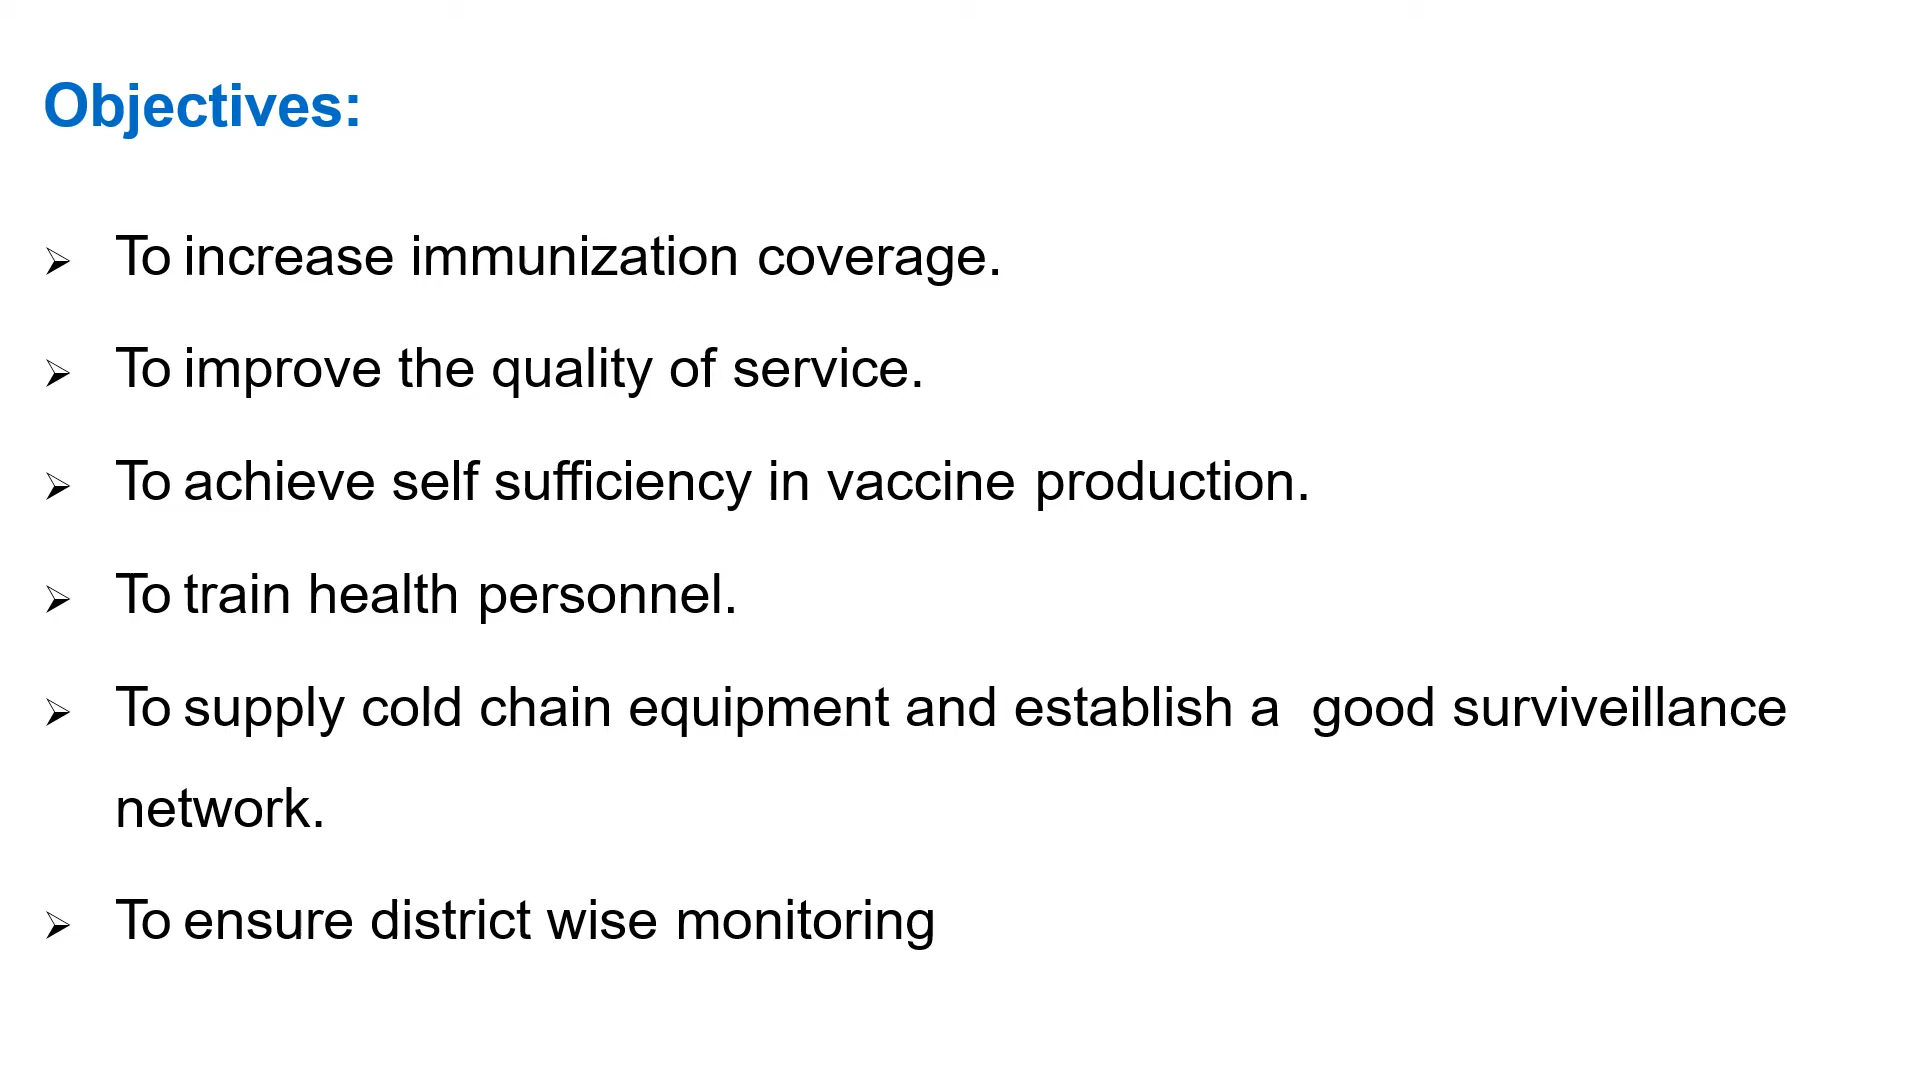 Objectives:
➢ To increase immunization coverage.
➢ To improve the quality of service.
➢ To achieve self sufficiency in vaccine production.
➢ To train health personnel.
➢ To supply cold chain equipment and establish a  good surviveillance
network.
➢ To ensure district wise monitoring